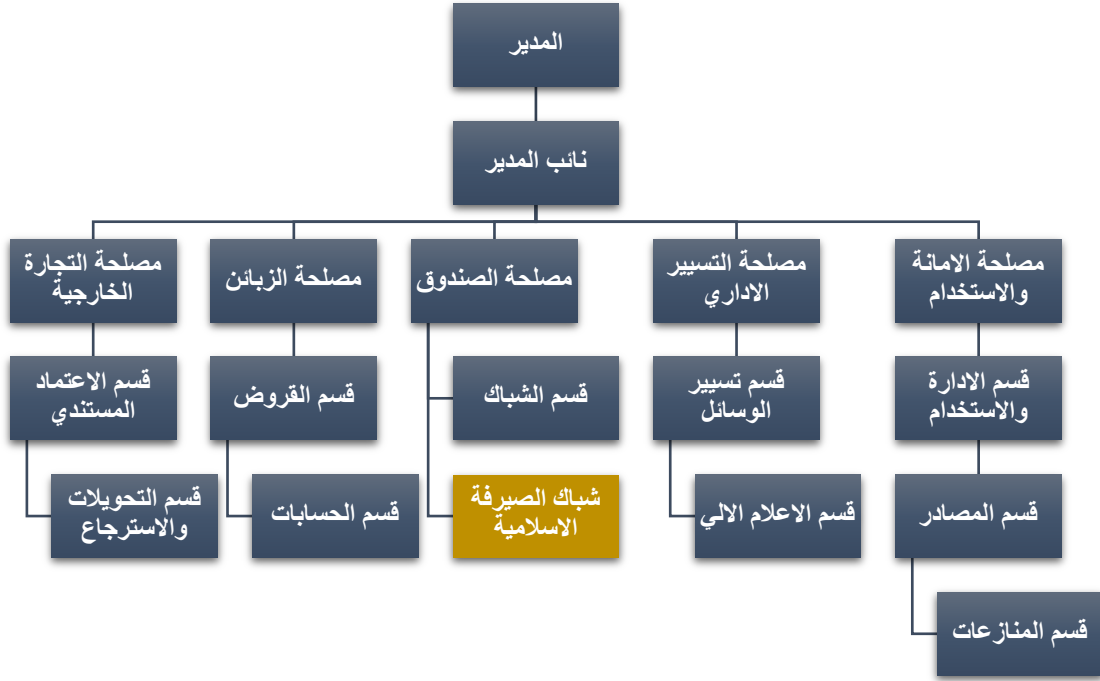 المدير
نائب المدير
مصلحة الامانة
والاستخدام
مصلحة التسيير
الاداري
مصلحة الصندوق
مصلحة الزبائن
مصلحة التجارة
الخارجية
قسم الادارة
والاستخدام
قسم تسيير
الوسائل
قسم الشباك
قسم القروض
قسم الاعتماد
المستندي
قسم المصادر
قسم الاعلام الالي
شباك الصيرفة
الاسلامية
قسم الحسابات
قسم التحويلات
والاسترجاع
قسم المنازعات